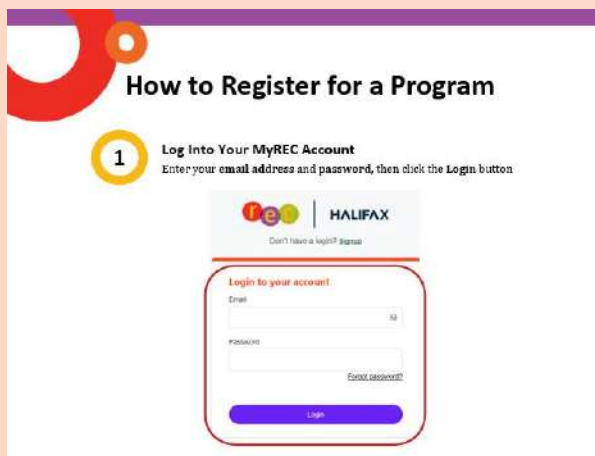 How to Register for a Program
1
Log Into Your MyREC Account
Enter your email address and password, then click the Login button
rec
HALIFAX
Don't have a login? Signup
Login to your account
Email
Password
Forgot password?
Login